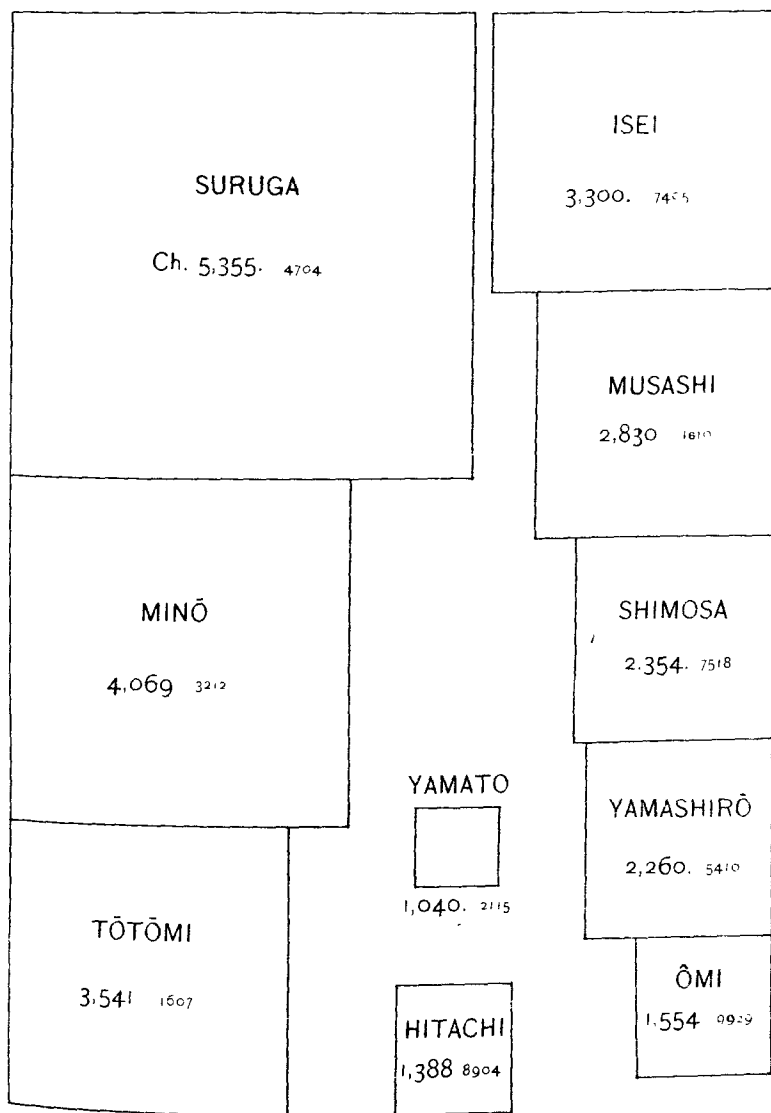 SURUGA
Ch. 5,355. 4704
ISEI
3,300.
MUSASHI
2,830
MINŌ
4,069 3212
SHIMOSA
2.354. 7518
YAMATO
1,040. 2115
YAMASHIRŌ
2,260. 5410
TŌTŌMI
3,541 1607
HITACHI
1,388 8904
ÔMI
1,554 9929